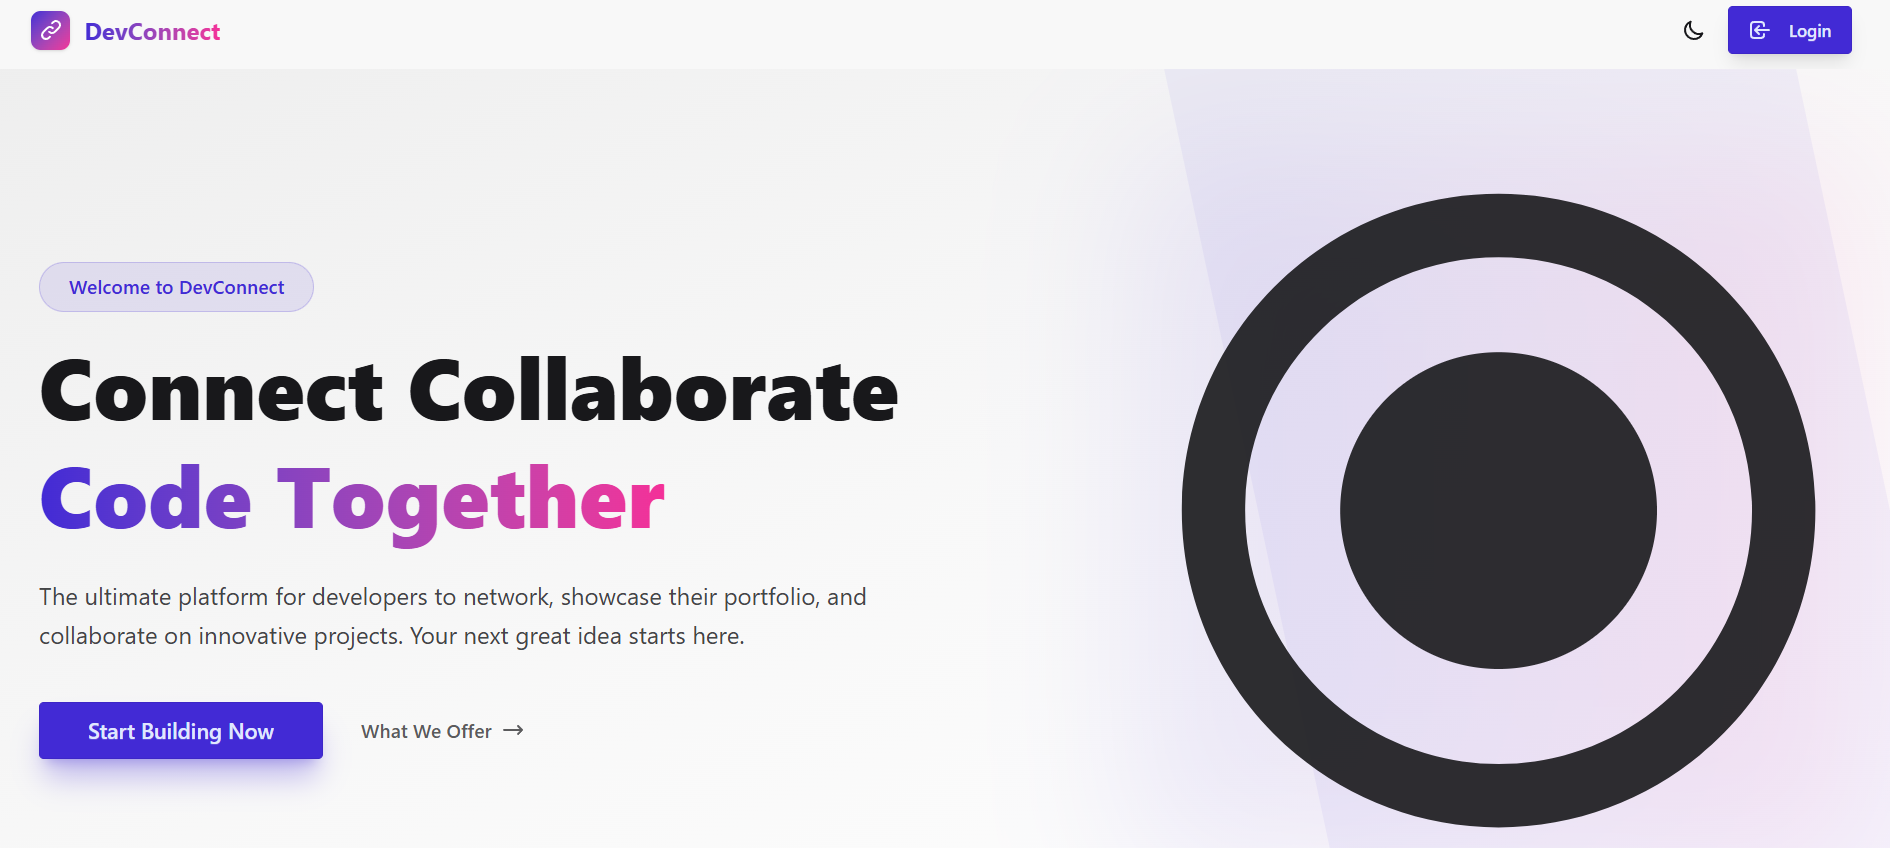 DevConnect
Login
Welcome to DevConnect
Connect Collaborate
Code Together
The ultimate platform for developers to network, showcase their portfolio, and
collaborate on innovative projects. Your next great idea starts here.
Start Building Now
What We Offer →